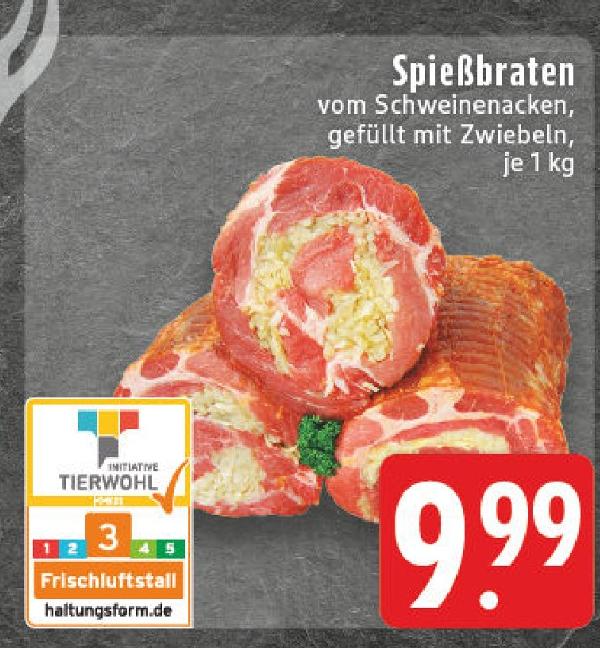 Spießbraten
vom Schweinenacken,
gefüllt mit Zwiebeln,
je 1 kg
INITIATIVE
TIERWOHL
1 2 3 4 5
Frischluftstall
haltungsform.de
9.99